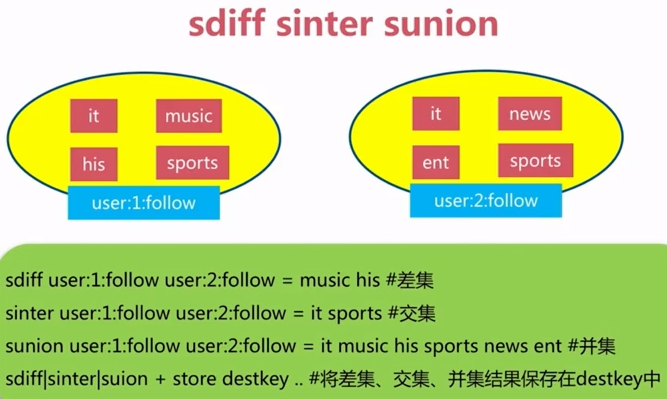 sdiff sinter sunion
it music
his sports
user:1:follow
it news
ent sports
user:2:follow
sdiff user:1:follow user:2:follow = music his #差集
sinter user:1:follow user:2:follow = it sports #交集
sunion user:1:follow user:2:follow = it music his sports news ent #并集
sdiff|sinter|suion + store destkey .. #将差集、交集、并集结果保存在destkey中